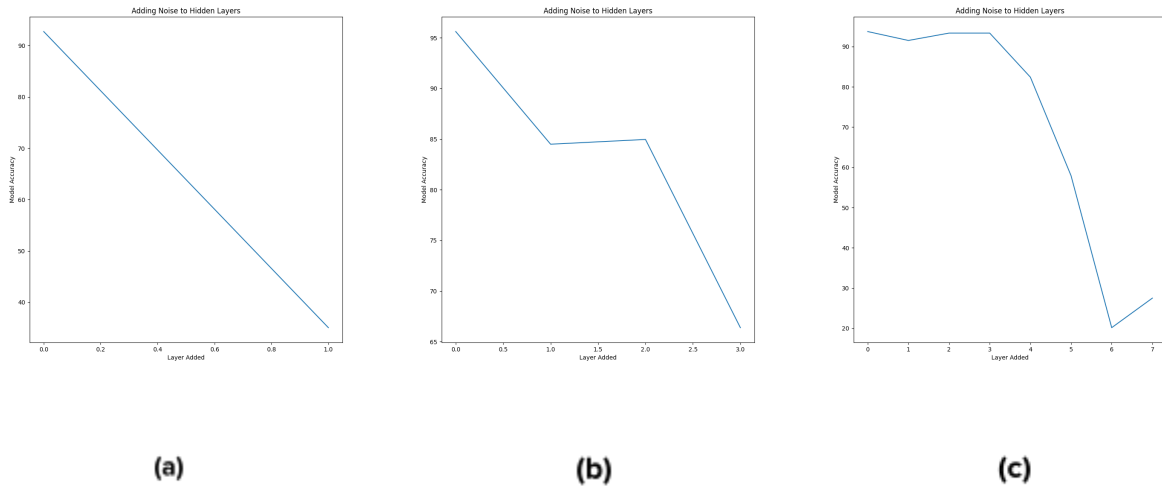 Adding Noise to Hidden Layers
Model Accuracy
90
80
70
60
50
40
0.0 0.2 0.4 0.6 0.8 1.0
Layer Added
(a)
Adding Noise to Hidden Layers
Model Accuracy
95
90
85
80
75
70
65
0.0 0.5 1.0 1.5 2.0 2.5 3.0
Layer Added
(b)
Adding Noise to Hidden Layers
Model Accuracy
90
80
70
60
50
40
30
20
0 1 2 3 4 5 6 7
Layer Added
(c)